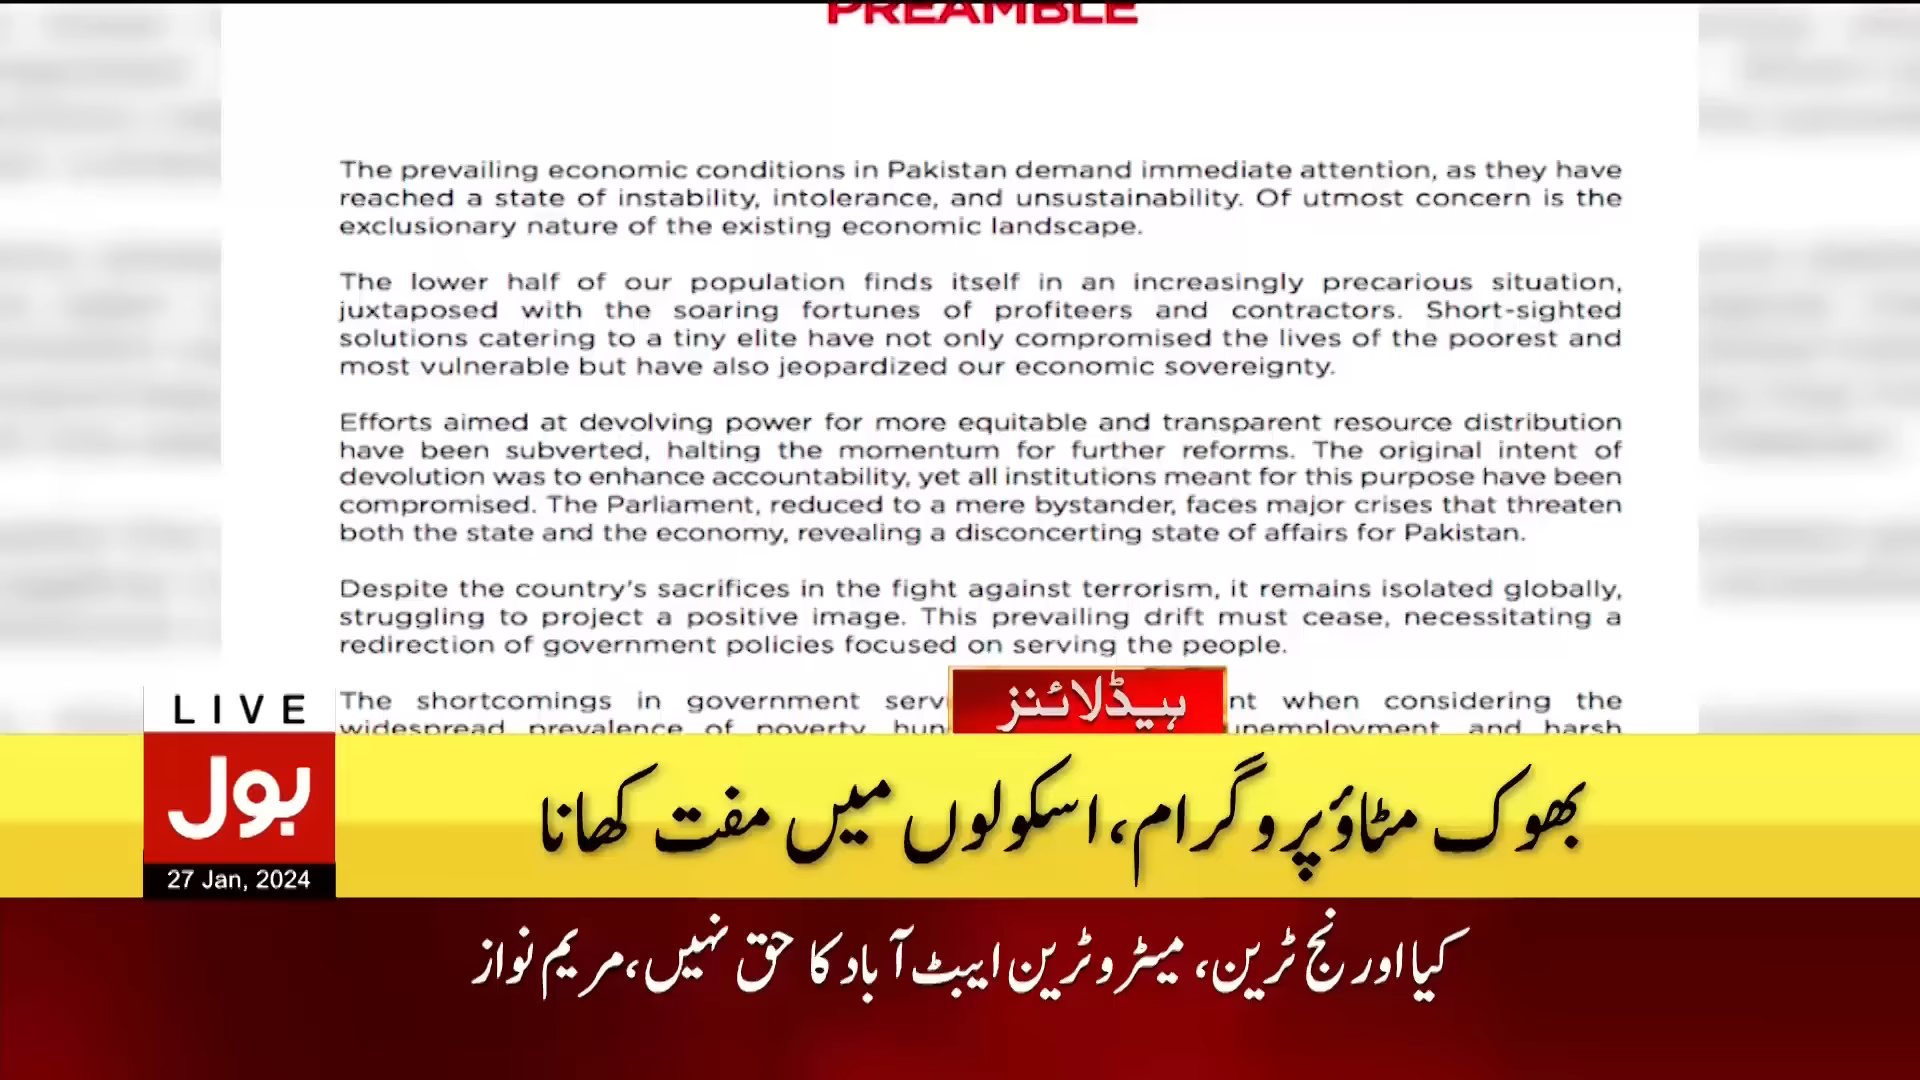 PREAMBLE
The prevailing economic conditions in Pakistan demand immediate attention, as they have
reached a state of instability, intolerance, and unsustainability. Of utmost concern is the
exclusionary nature of the existing economic landscape.
The lower half of our population finds itself in an increasingly precarious situation,
juxtaposed with the soaring fortunes of profiteers and contractors. Short-sighted
solutions catering to a tiny elite have not only compromised the lives of the poorest and
most vulnerable but have also jeopardized our economic sovereignty.
Efforts aimed at devolving power for more equitable and transparent resource distribution
have been subverted, halting the momentum for further reforms. The original intent of
devolution was to enhance accountability, yet all institutions meant for this purpose have been
compromised. The Parliament, reduced to a mere bystander, faces major crises that threaten
both the state and the economy, revealing a disconcerting state of affairs for Pakistan.
Despite the country's sacrifices in the fight against terrorism, it remains isolated globally,
struggling to project a positive image. This prevailing drift must cease, necessitating a
redirection of government policies focused on serving the people.
The shortcomings in government when considering the
widespread prevalence of poverty unemployment and harsh
ہیڈلائنز
LIVE
بول
27 Jan, 2024
بھوک مٹاؤ پروگرام، اسکولوں میں مفت کھانا
کیا اورنج ٹرین، میٹرو ٹرین ایبٹ آباد کا حق نہیں، مریم نواز